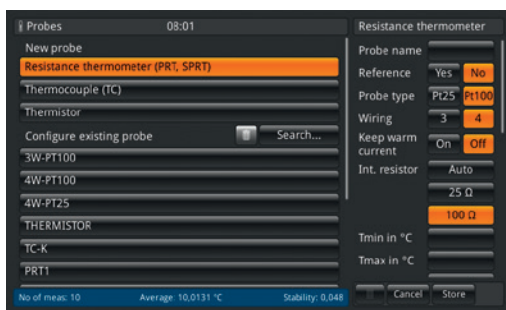 Probes 08:01
New probe
Resistance thermometer (PRT, SPRT)
Thermocouple (TC)
Thermistor
Configure existing probe Search...
3W-PT100
4W-PT100
4W-PT25
THERMISTOR
TC-K
PRT1
No of meas: 10 Average 10,0131 °C Stability: 0,048
Resistance thermometer
Probe name
Reference Yes No
Probe type Pt25 Pt100
Wiring 3 4
Keep warm
current On Off
Int. resistor Auto
25 Ω
100 Ω
Tmin in °C
Tmax in °C
Cancel Store